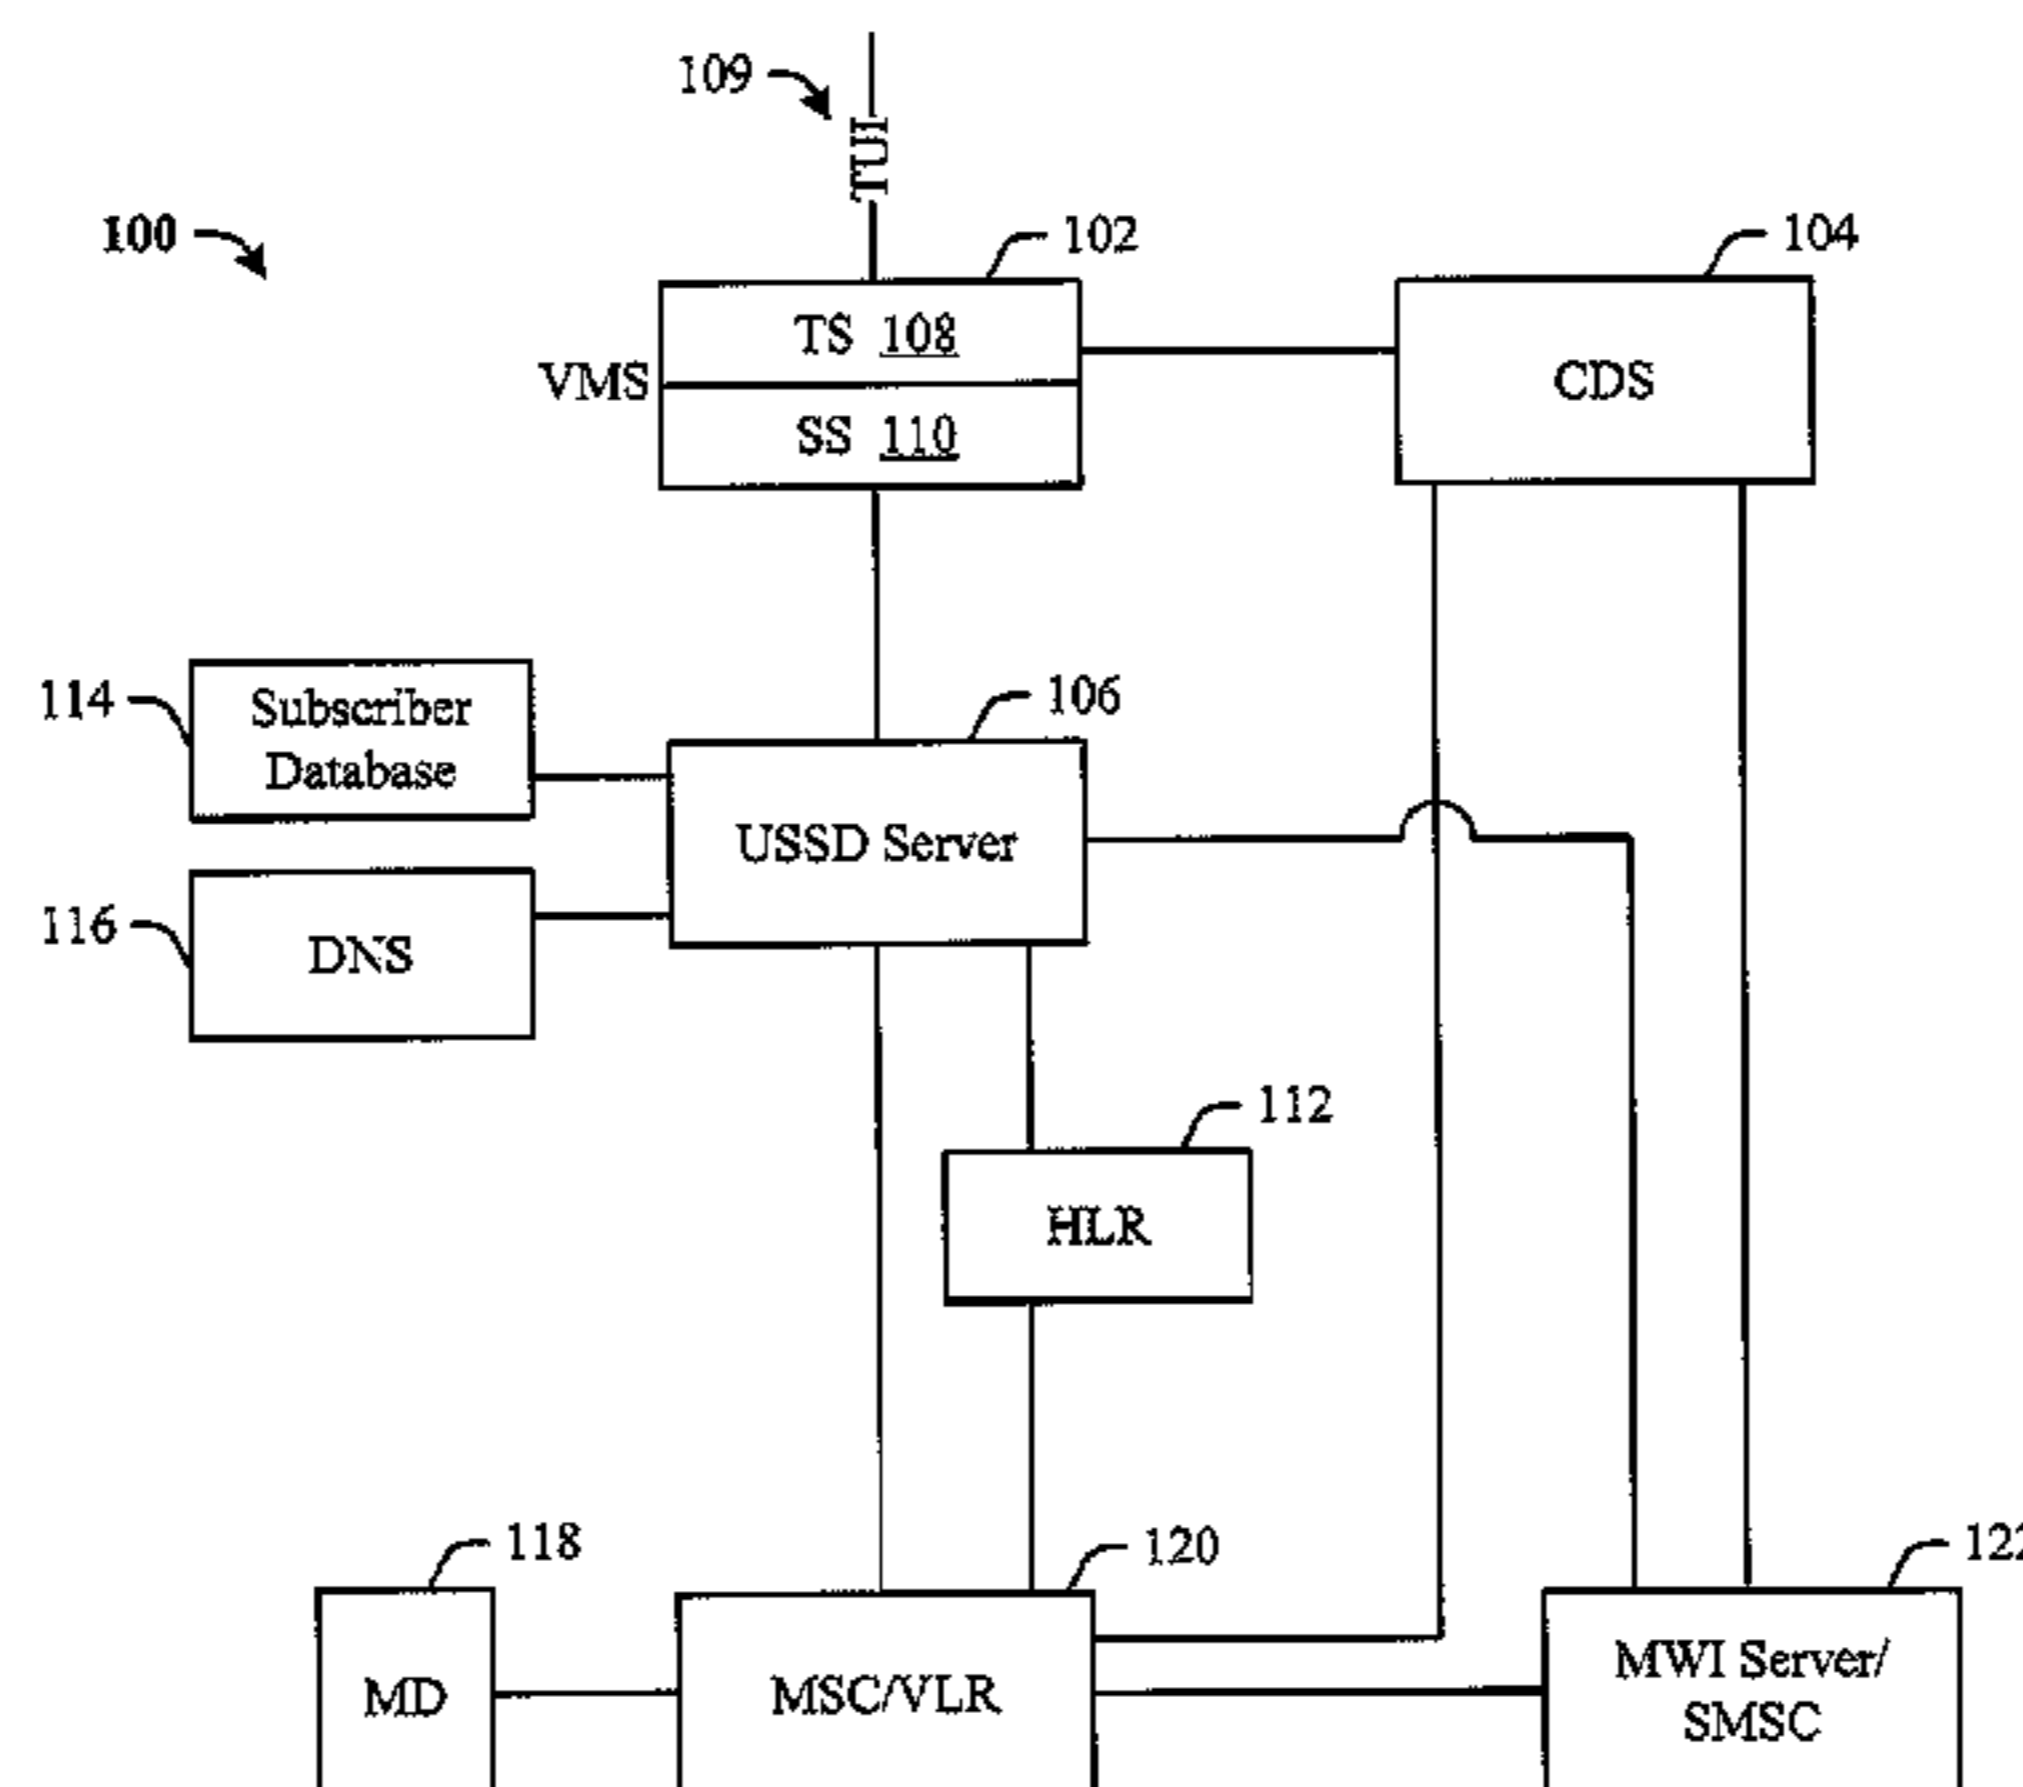 109
TUI
100
102
104
TS 108
VMS
CDS
SS 110
114
Subscriber
Database
106
USSD Server
116
DNS
112
HLR
118
120
122
MD
MSC/VLR
MWI Server/
SMSC